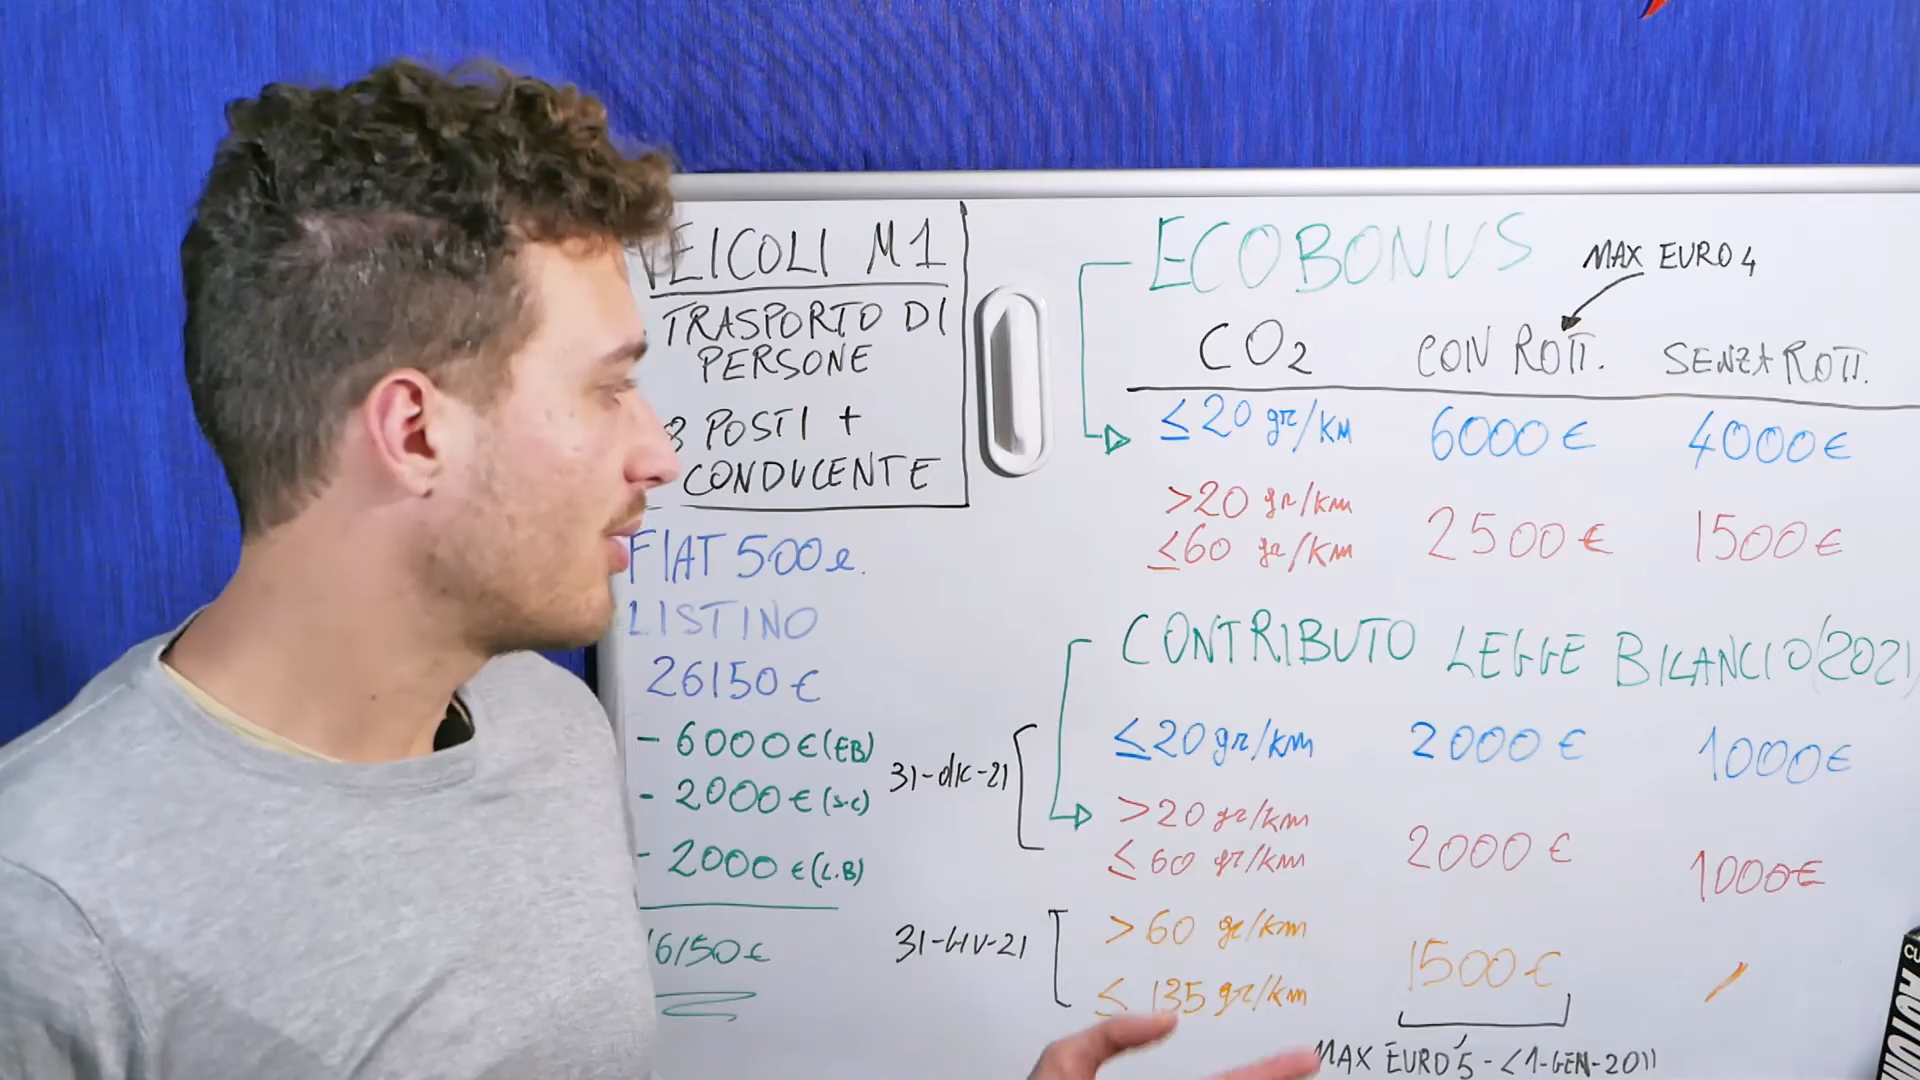 VEICOLI M1
TRASPORTO DI
PERSONE
8 POSTI +
CONDUCENTE
FIAT 500e.
LISTINO
26150 €
- 6000 € (EB)
- 2000 € (S.C)
- 2000 € (L.B)
6150 €
ECOBONUS
MAX EURO 4
CO2 CON ROTT. SENZA ROTT.
≤20 gr/KM 6000 € 4000 €
>20 gr/km
≤60 gr/km 2500 € 1500 €
CONTRIBUTO LEGGE BILANCIO (2021)
≤20 gr/km 2000 € 1000 €
31-dic-21
>20 gr/km
≤ 60 gr/km 2000 € 1000€
31-GIU-21
> 60 gr/km
≤ 135 gr/km 1500 € /
MAX EURO 5 - <1-GEN-2011